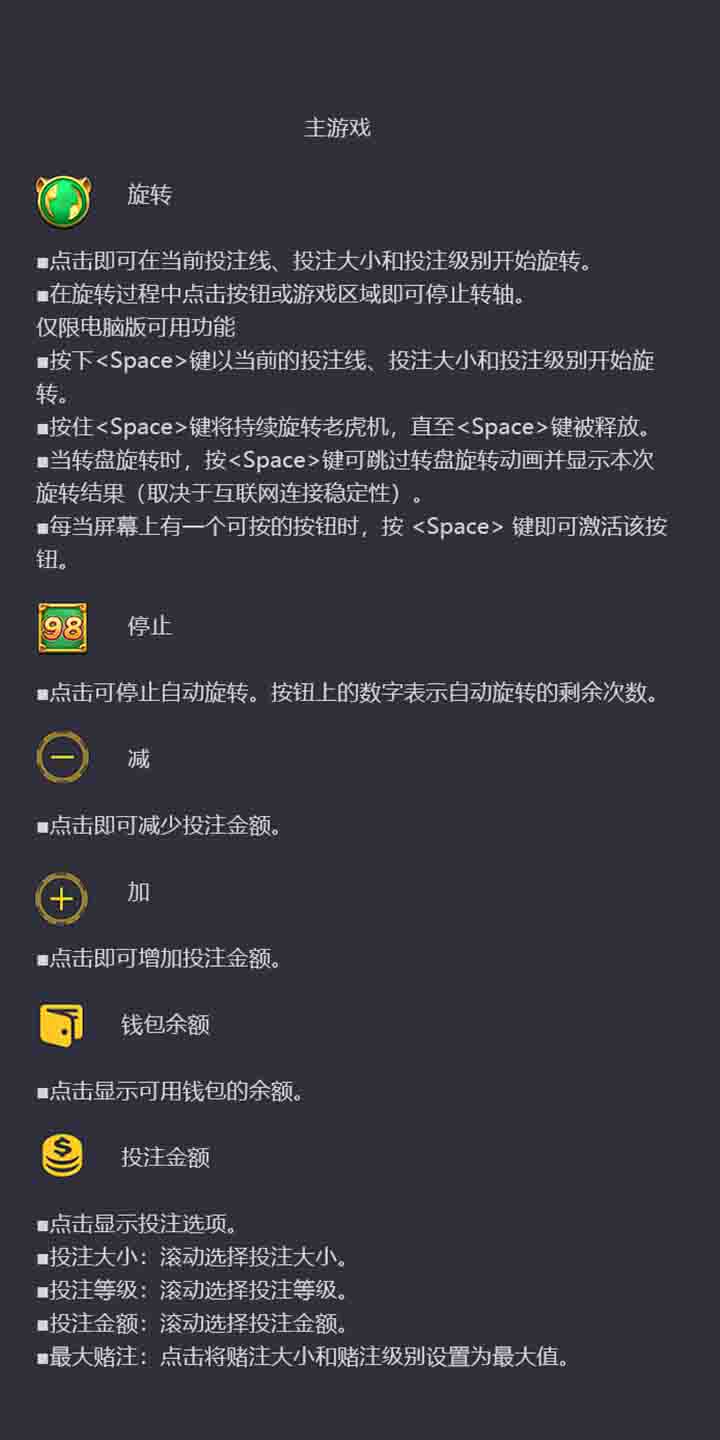 主游戏
旋转
■点击即可在当前投注线、投注大小和投注级别开始旋转。
■在旋转过程中点击按钮或游戏区域即可停止转轴。
仅限电脑版可用功能
■按下<Space>键以当前的投注线、投注大小和投注级别开始旋
转。
■按住<Space>键将持续旋转老虎机，直至<Space>键被释放。
■当转盘旋转时，按<Space>键可跳过转盘旋转动画并显示本次
旋转结果（取决于互联网连接稳定性）。
■每当屏幕上有一个可按的按钮时，按 <Space> 键即可激活该按
钮。
98
停止
■点击可停止自动旋转。按钮上的数字表示自动旋转的剩余次数。
减
■点击即可减少投注金额。
加
■点击即可增加投注金额。
钱包余额
■点击显示可用钱包的余额。
$
投注金额
■点击显示投注选项。
■投注大小：滚动选择投注大小。
■投注等级：滚动选择投注等级。
■投注金额：滚动选择投注金额。
■最大赌注：点击将赌注大小和赌注级别设置为最大值。